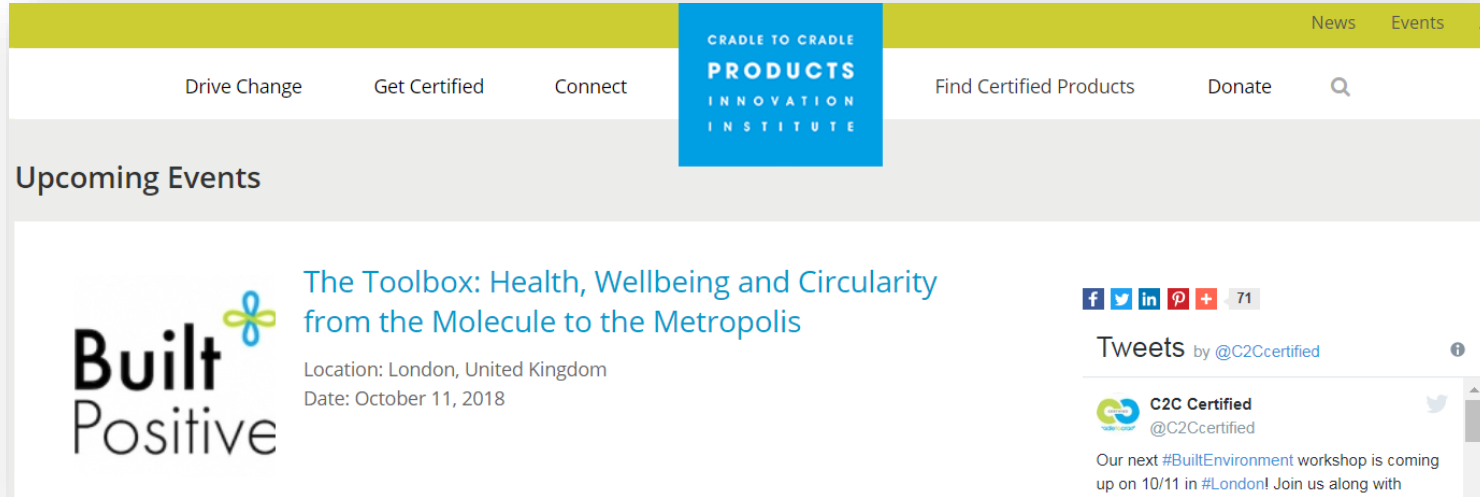 News Events
CRADLE TO CRADLE
PRODUCTS
INNOVATION
INSTITUTE
Drive Change Get Certified Connect Find Certified Products Donate
Upcoming Events
Built
Positive
The Toolbox: Health, Wellbeing and Circularity
from the Molecule to the Metropolis
Location: London, United Kingdom
Date: October 11, 2018
71
Tweets by @C2Ccertified
C2C Certified
@C2Ccertified
Our next #BuiltEnvironment workshop is coming
up on 10/11 in #London! Join us along with